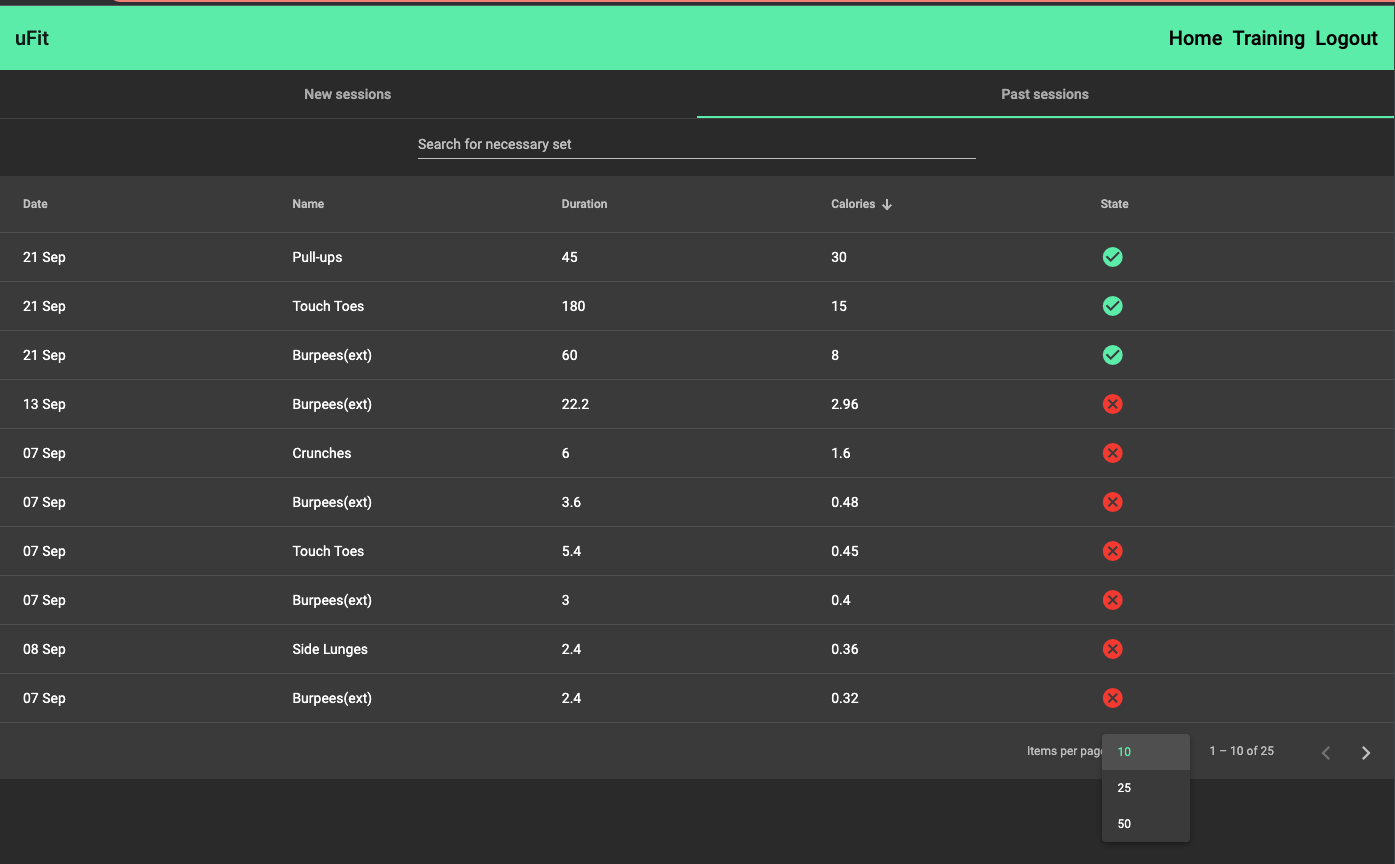 uFit Home Training Logout
New sessions Past sessions
Search for necessary set
Date Name Duration Calories State
21 Sep Pull-ups 45 30
21 Sep Touch Toes 180 15
21 Sep Burpees(ext) 60 8
13 Sep Burpees(ext) 22.2 2.96
07 Sep Crunches 6 1.6
07 Sep Burpees(ext) 3.6 0.48
07 Sep Touch Toes 5.4 0.45
07 Sep Burpees(ext) 3 0.4
08 Sep Side Lunges 2.4 0.36
07 Sep Burpees(ext) 2.4 0.32
Items per page 10 1 – 10 of 25
25
50